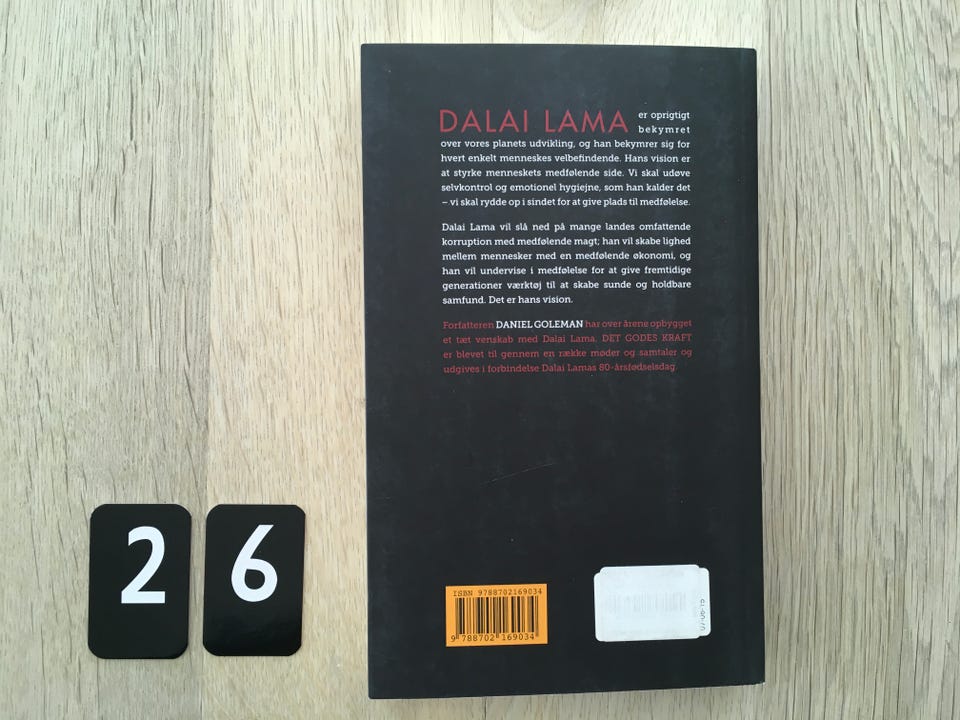 DALAI LAMA er oprigtigt
bekymret
over vores planets udvikling, og han bekymrer sig for
hvert enkelt menneskes velbefindende. Hans vision er
at styrke menneskets medfølende side. Vi skal udøve
selvkontrol og emotionel hygiejne, som han kalder det
– vi skal rydde op i sindet for at give plads til medfølelse.
Dalai Lama vil slå ned på mange landes omfattende
korruption med medfølende magt; han vil skabe lighed
mellem mennesker med en medfølende økonomi, og
han vil undervise i medfølelse for at give fremtidige
generationer værktøj til at skabe sunde og holdbare
samfund. Det er hans vision.
Forfatteren DANIEL GOLEMAN har over årene opbygget
et tæt venskab med Dalai Lama. DET GODES KRAFT
er blevet til gennem en række møder og samtaler og
udgives i forbindelse Dalai Lamas 80-årsfødselsdag.
2 6
ISBN 9788702169034
9 788702 169034